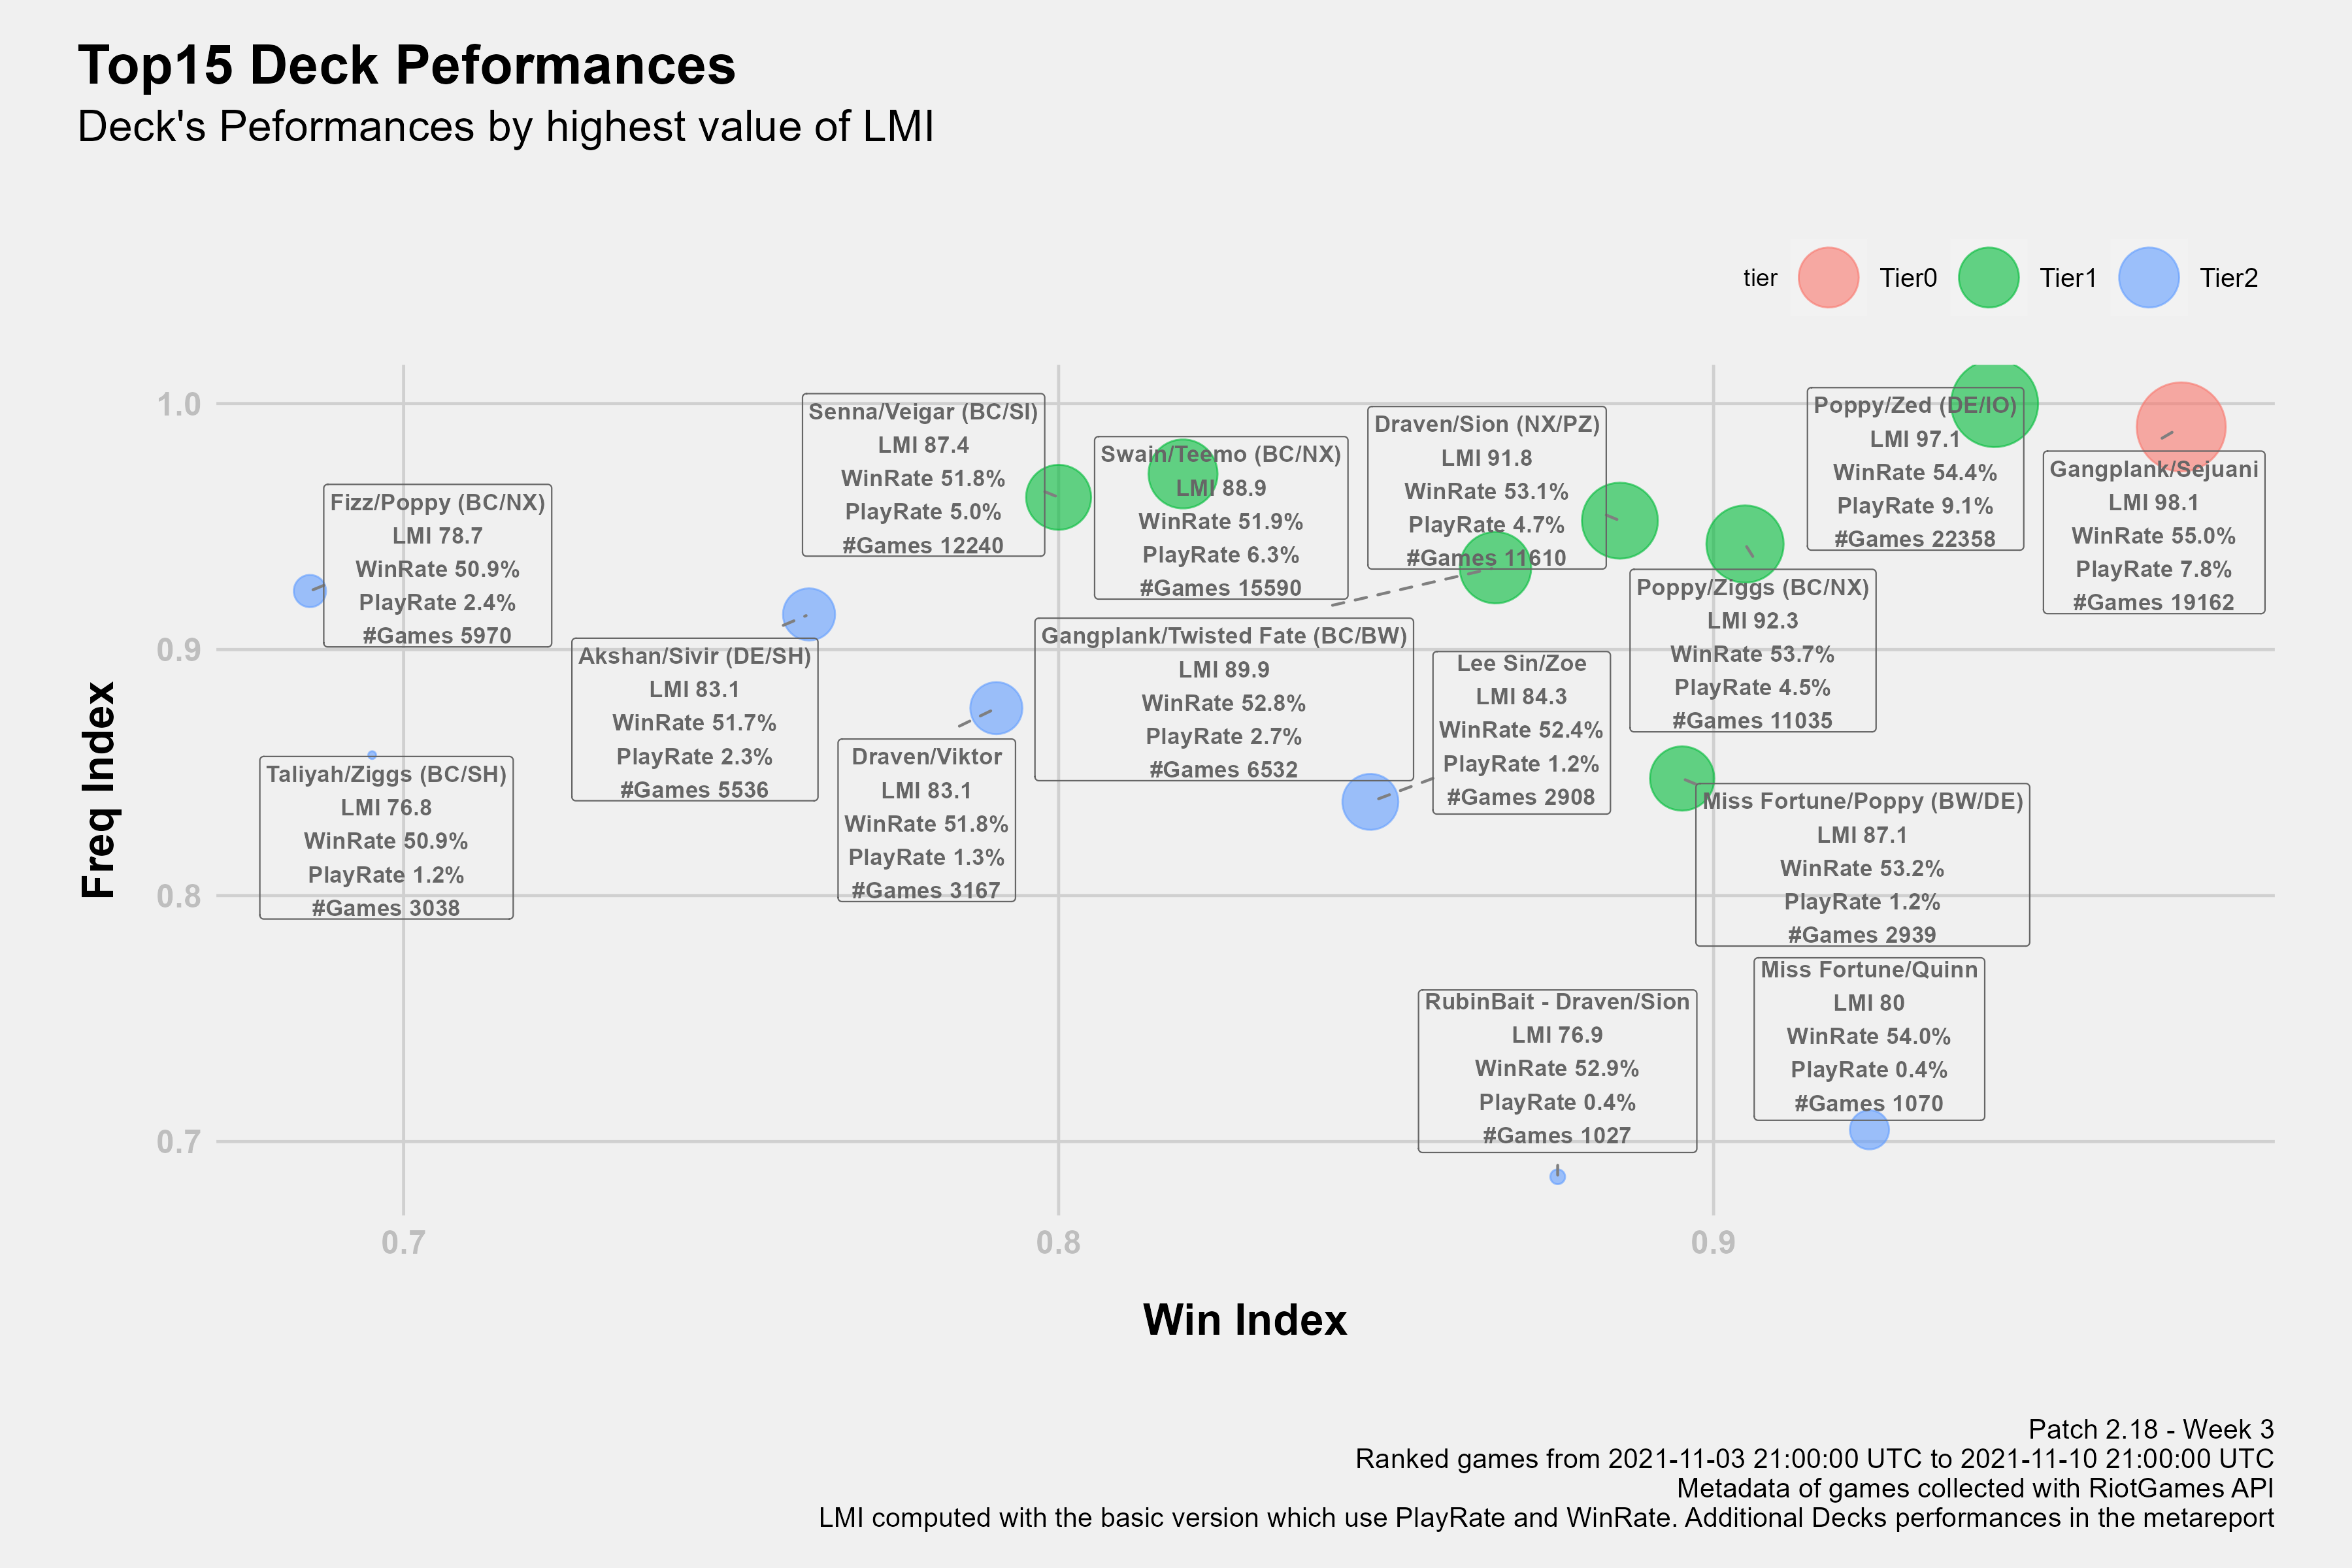 Top15 Deck Peformances
Deck's Peformances by highest value of LMI
tier
Tier0
Tier1
Tier2
Freq Index
1.0
0.9
0.8
0.7
Senna/Veigar (BC/SI)
LMI 87.4
WinRate 51.8%
PlayRate 5.0%
#Games 12240
Swain/Teemo (BC/NX)
LMI 88.9
WinRate 51.9%
PlayRate 6.3%
#Games 15590
Draven/Sion (NX/PZ)
LMI 91.8
WinRate 53.1%
PlayRate 4.7%
#Games 11610
Poppy/Zed (DE/IO)
LMI 97.1
WinRate 54.4%
PlayRate 9.1%
#Games 22358
Gangplank/Sejuani
LMI 98.1
WinRate 55.0%
PlayRate 7.8%
#Games 19162
Fizz/Poppy (BC/NX)
LMI 78.7
WinRate 50.9%
PlayRate 2.4%
#Games 5970
Akshan/Sivir (DE/SH)
LMI 83.1
WinRate 51.7%
PlayRate 2.3%
#Games 5536
Gangplank/Twisted Fate (BC/BW)
LMI 89.9
WinRate 52.8%
PlayRate 2.7%
#Games 6532
Lee Sin/Zoe
LMI 84.3
WinRate 52.4%
PlayRate 1.2%
#Games 2908
Poppy/Ziggs (BC/NX)
LMI 92.3
WinRate 53.7%
PlayRate 4.5%
#Games 11035
Taliyah/Ziggs (BC/SH)
LMI 76.8
WinRate 50.9%
PlayRate 1.2%
#Games 3038
Draven/Viktor
LMI 83.1
WinRate 51.8%
PlayRate 1.3%
#Games 3167
Miss Fortune/Poppy (BW/DE)
LMI 87.1
WinRate 53.2%
PlayRate 1.2%
#Games 2939
RubinBait - Draven/Sion
LMI 76.9
WinRate 52.9%
PlayRate 0.4%
#Games 1027
Miss Fortune/Quinn
LMI 80
WinRate 54.0%
PlayRate 0.4%
#Games 1070
0.7
0.8
0.9
Win Index
Patch 2.18 - Week 3
Ranked games from 2021-11-03 21:00:00 UTC to 2021-11-10 21:00:00 UTC
Metadata of games collected with RiotGames API
LMI computed with the basic version which use PlayRate and WinRate. Additional Decks performances in the metareport